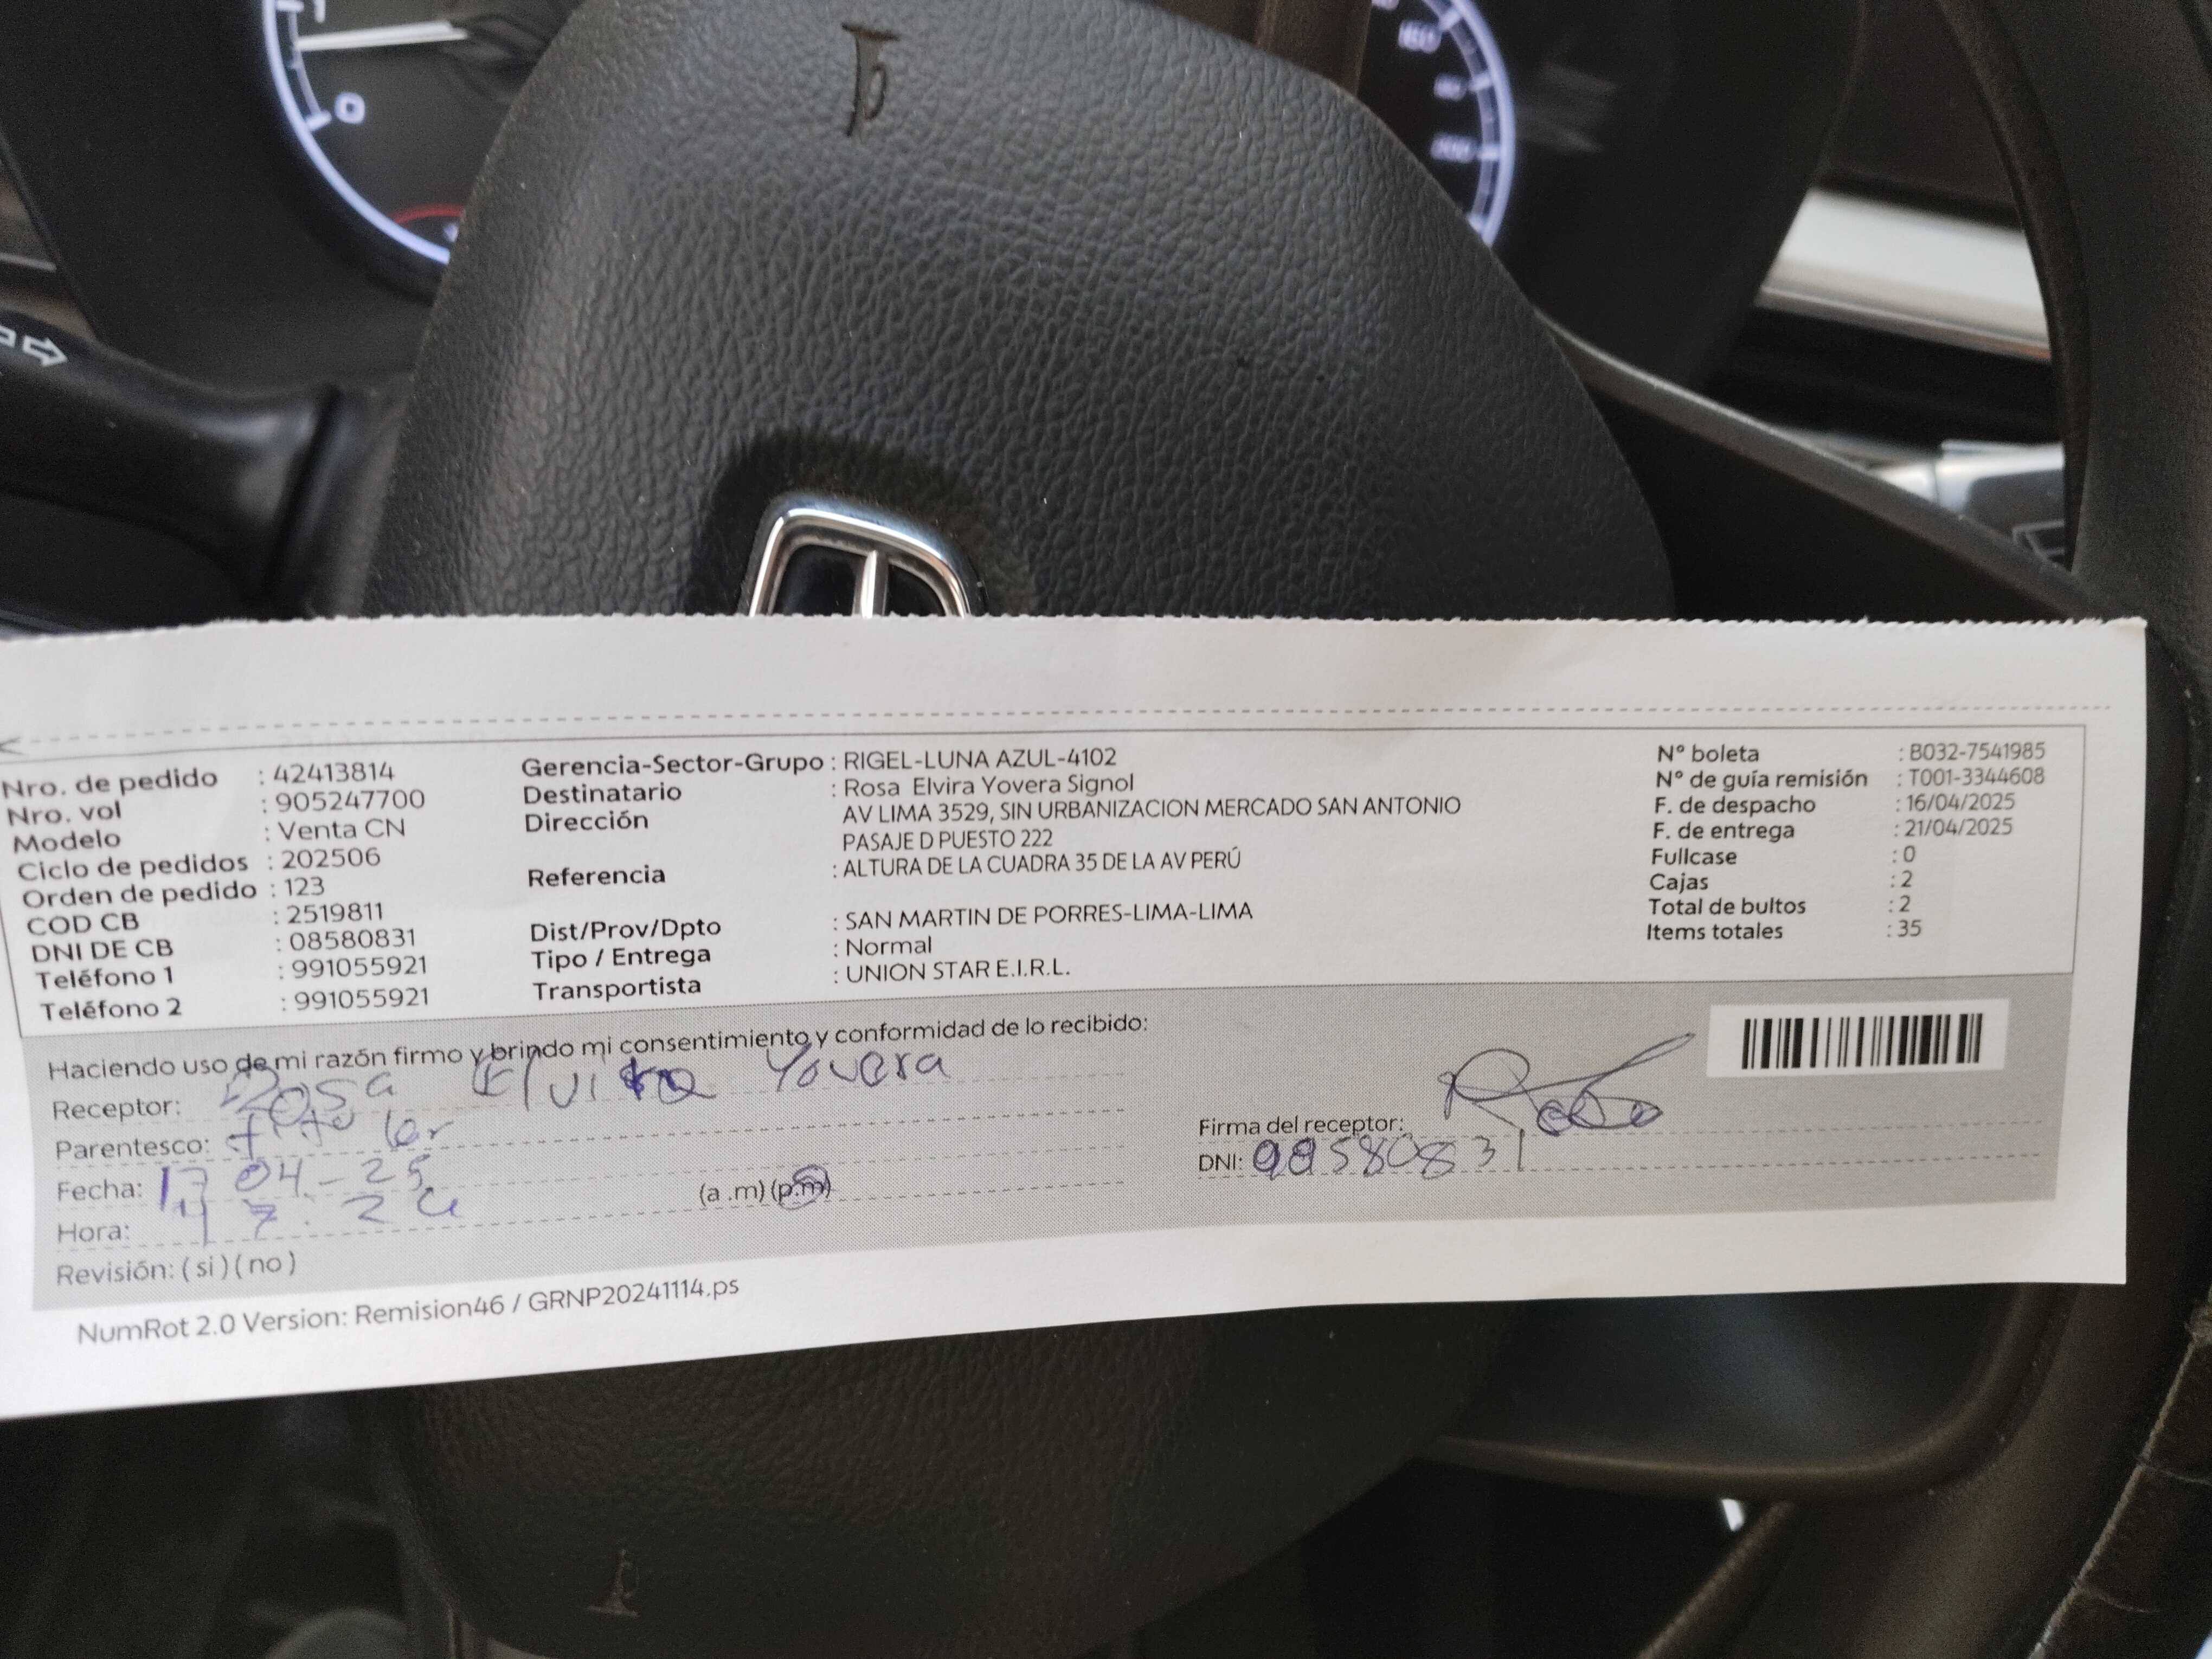 1
0
160
200
Nro. de pedido : 42413814
Nro. vol : 905247700
Modelo : Venta CN
Ciclo de pedidos : 202506
Orden de pedido : 123
COD CB : 2519811
DNI DE CB : 08580831
Teléfono 1 : 991055921
Teléfono 2 : 991055921
Gerencia-Sector-Grupo : RIGEL-LUNA AZUL-4102
Destinatario : Rosa Elvira Yovera Signol
Dirección AV LIMA 3529, SIN URBANIZACION MERCADO SAN ANTONIO
PASAJE D PUESTO 222
Referencia : ALTURA DE LA CUADRA 35 DE LA AV PERÚ
Dist/Prov/Dpto : SAN MARTIN DE PORRES-LIMA-LIMA
Tipo / Entrega : Normal
Transportista : UNION STAR E.I.R.L.
N° boleta : B032-7541985
N° de guía remisión : T001-3344608
F. de despacho : 16/04/2025
F. de entrega : 21/04/2025
Fullcase : 0
Cajas : 2
Total de bultos : 2
Items totales : 35
Haciendo uso de mi razón firmo y brindo mi consentimiento y conformidad de lo recibido:
Receptor: Rosa Elvira Yovera
Parentesco: titular
Fecha: 17 04-25
Hora: (a.m) (p.m)
Revisión: (si) (no)
Firma del receptor:
DNI: 08580831
NumRot 2.0 Version: Remision46 / GRNP20241114.ps